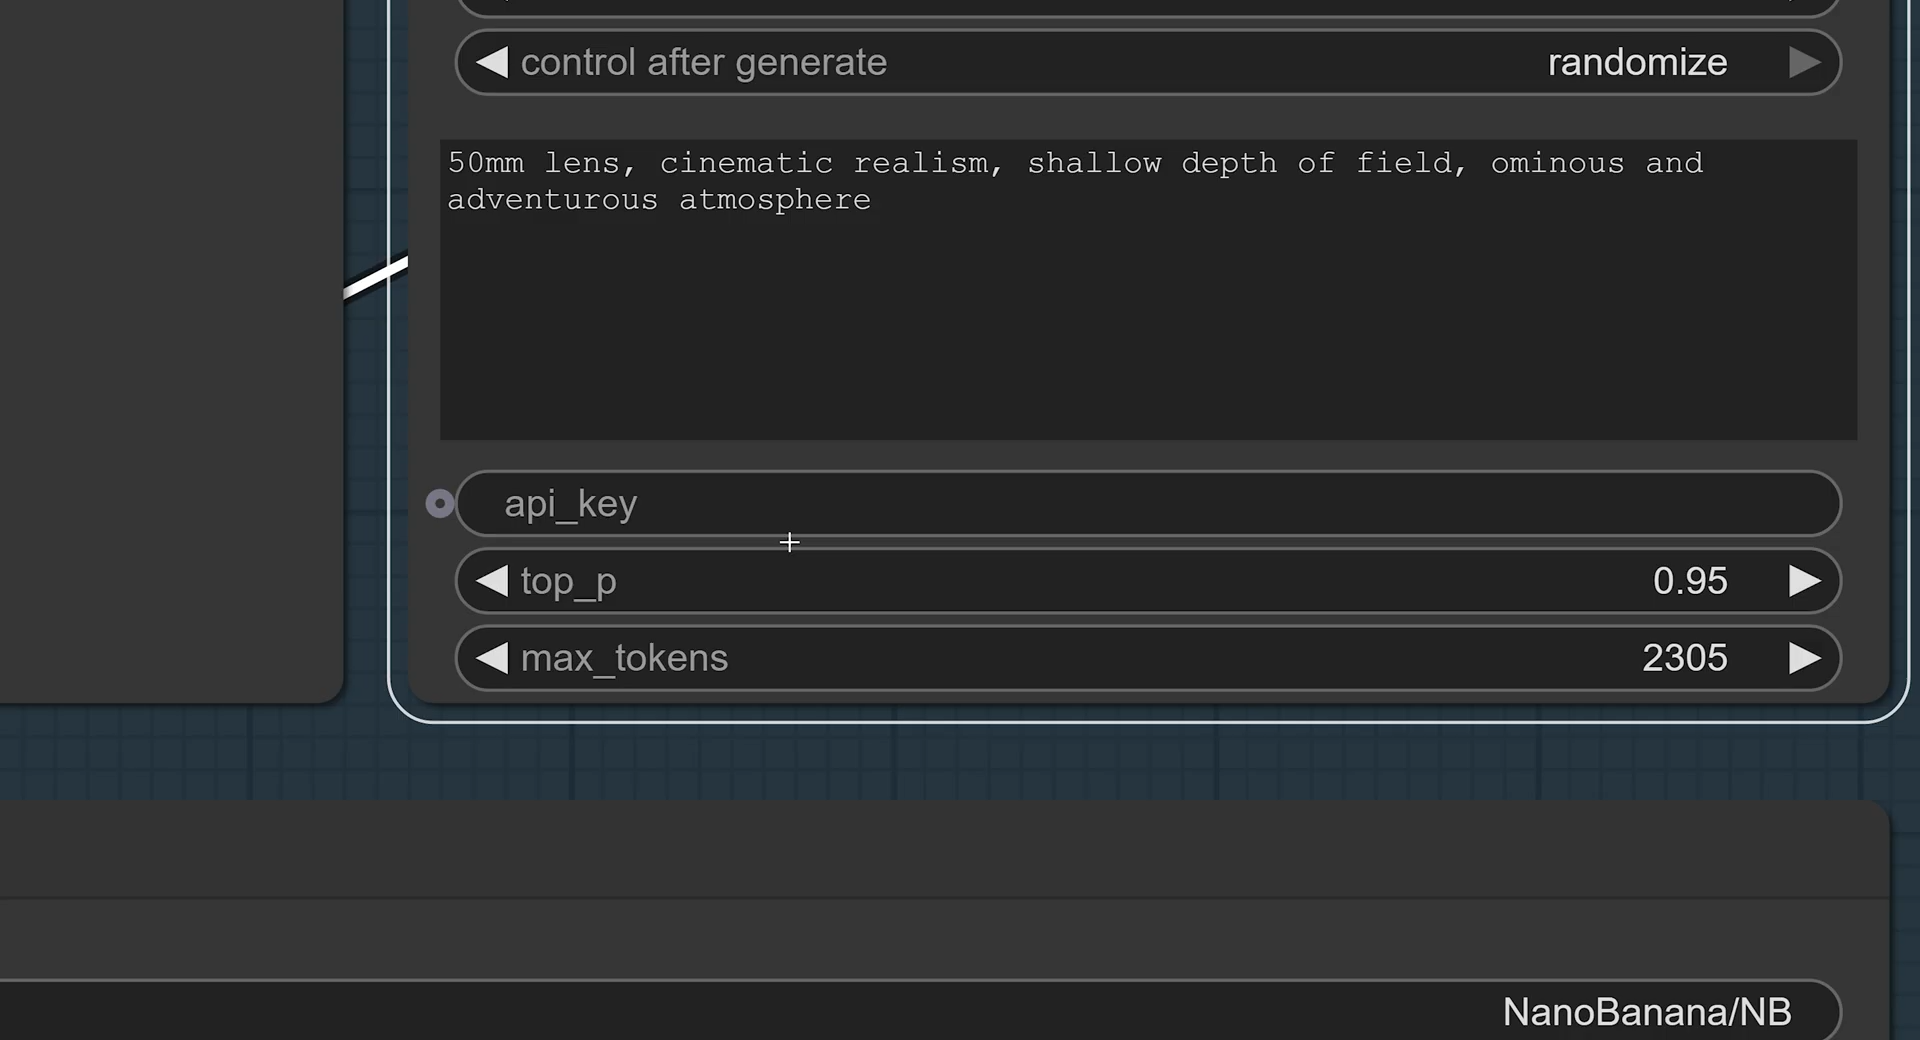 control after generate randomize
50mm lens, cinematic realism, shallow depth of field, ominous and
adventurous atmosphere
api_key
top_p 0.95
max_tokens 2305
NanoBanana/NB